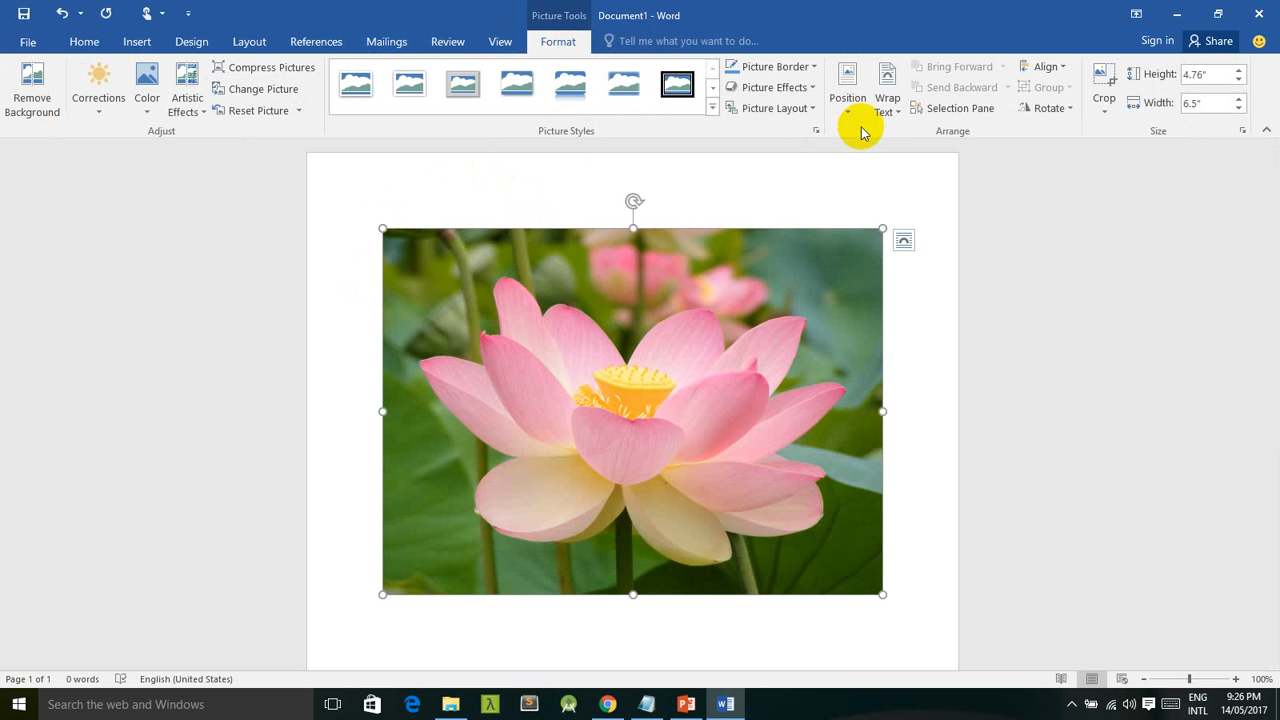 Picture Tools
Document1 - Word
File
Home
Insert
Design
Layout
References
Mailings
Review
View
Format
Tell me what you want to do...
Sign in
Share
Remove Background
Corrections
Color
Artistic Effects
Compress Pictures
Change Picture
Reset Picture
Adjust
Picture Styles
Picture Border
Picture Effects
Picture Layout
Position
Wrap Text
Bring Forward
Send Backward
Selection Pane
Align
Group
Rotate
Arrange
Crop
Height: 4.76"
Width: 6.5"
Size
Page 1 of 1
0 words
English (United States)
100%
Search the web and Windows
ENG
INTL
9:26 PM
14/05/2017